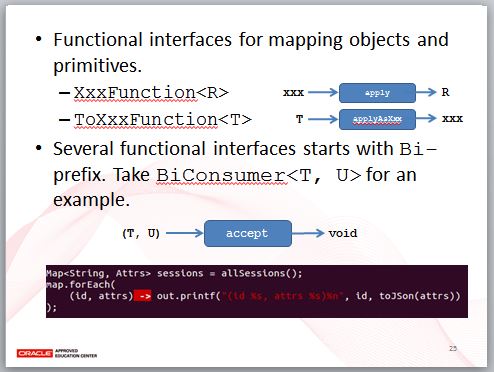 • Functional interfaces for mapping objects and
primitives.
– XxxFunction<R>
xxx apply R
– ToXxxFunction<T>
T applyAsXxx xxx
• Several functional interfaces starts with Bi–
prefix. Take BiConsumer<T, U> for an
example.
(T, U) accept void
Map<String, Attrs> sessions = allSessions();
map.forEach(
(id, attrs) -> out.printf("(id %s, attrs %s)%n", id, toJSon(attrs))
);
ORACLE APPROVED
EDUCATION CENTER
25